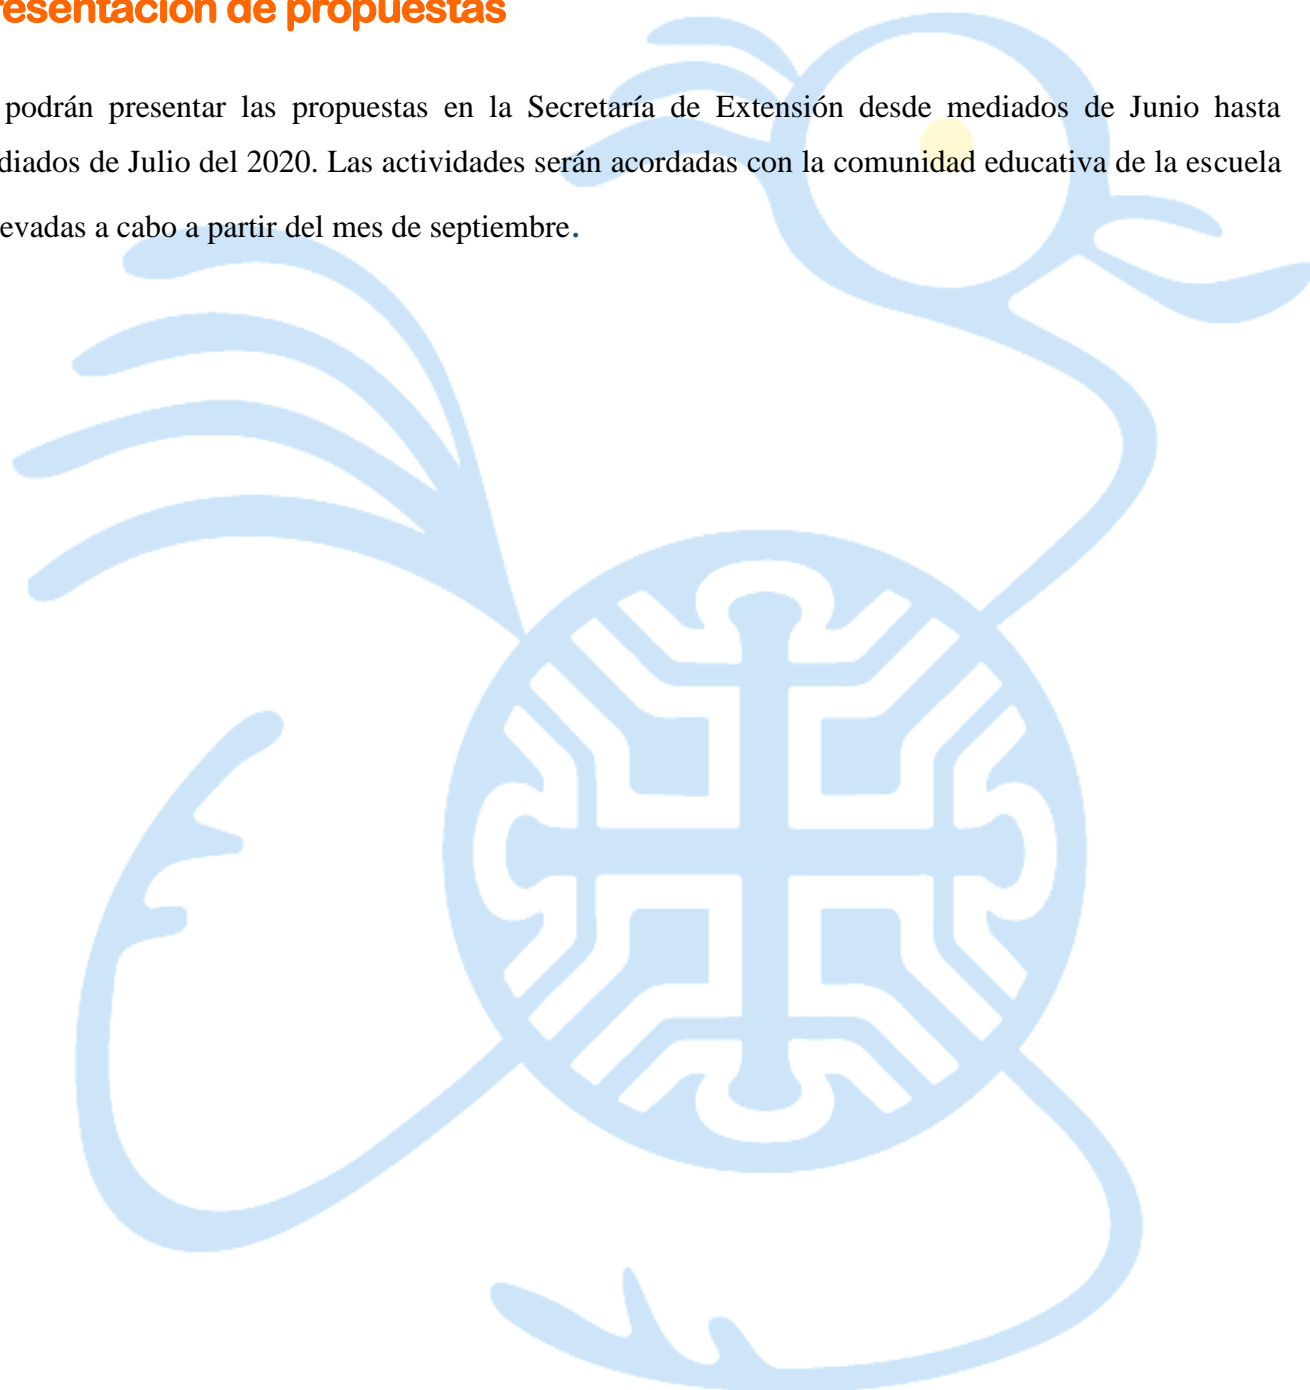 resentación de propuestas
podrán presentar las propuestas en la Secretaría de Extensión desde mediados de Junio hasta
diados de Julio del 2020. Las actividades serán acordadas con la comunidad educativa de la escuela
evadas a cabo a partir del mes de septiembre.